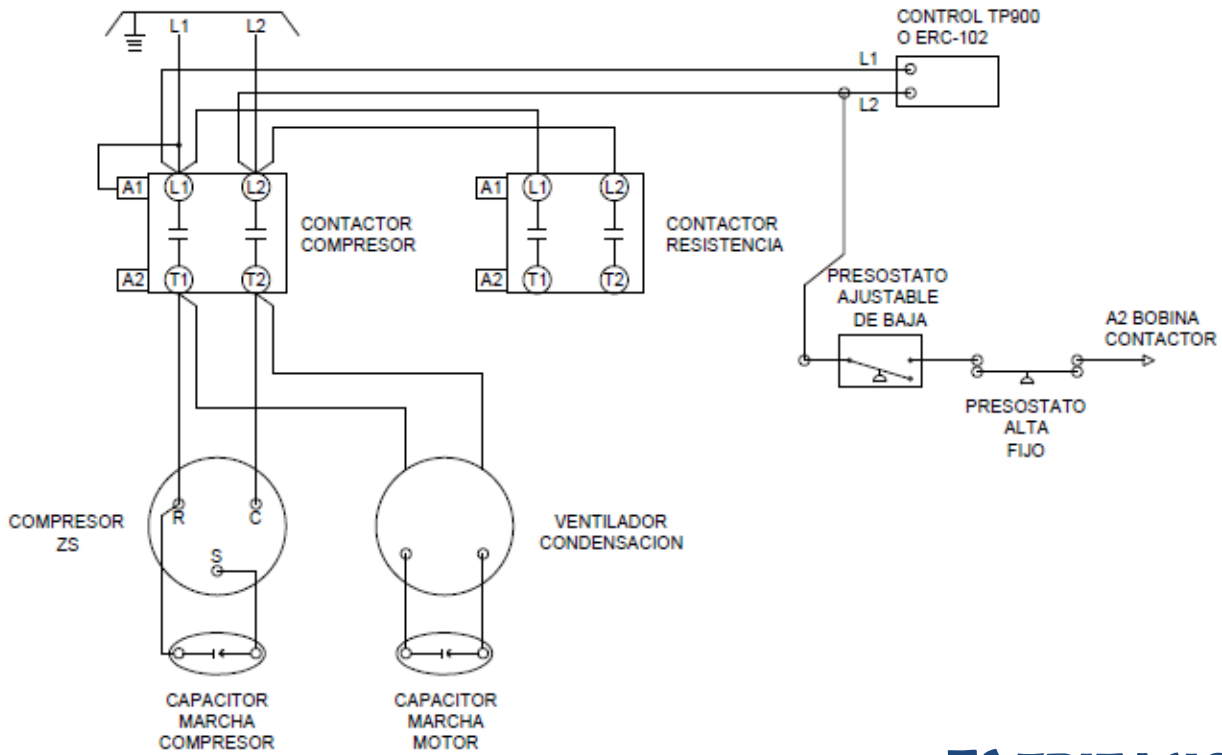 L1 L2
CONTROL TP900
O ERC-102
L1
L2
A1 L1 L2
A1 L1 L2
CONTACTOR
COMPRESOR
CONTACTOR
RESISTENCIA
A2 T1 T2
A2 T1 T2
PRESOSTATO
AJUSTABLE
DE BAJA
A2 BOBINA
CONTACTOR
PRESOSTATO
ALTA
FIJO
COMPRESOR
ZS
R C
S
VENTILADOR
CONDENSACION
CAPACITOR
MARCHA
COMPRESOR
CAPACITOR
MARCHA
MOTOR